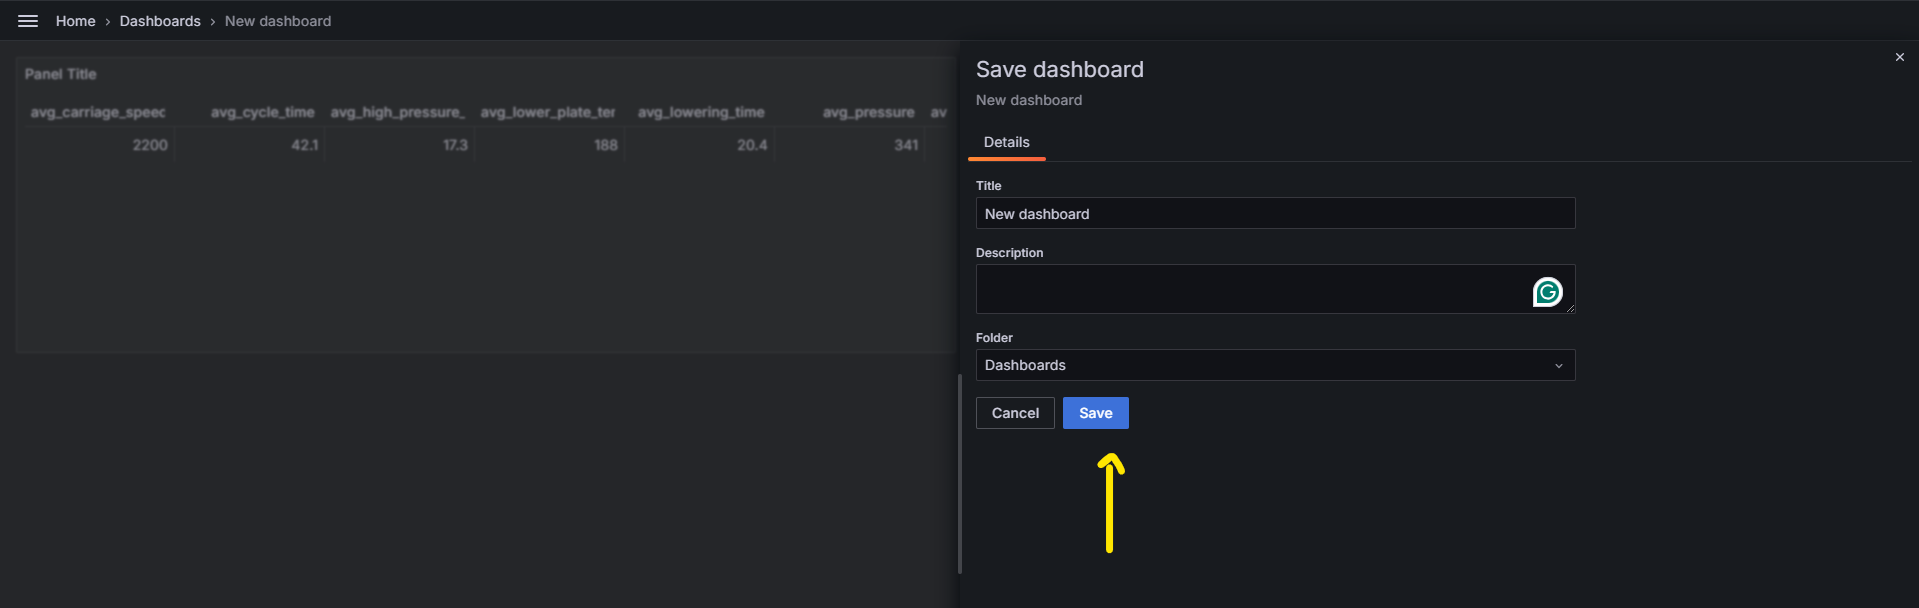 Home › Dashboards › New dashboard
Save dashboard
New dashboard
Details
Title
New dashboard
Description
Folder
Dashboards
Cancel Save
Panel Title
avg_carriage_speed avg_cycle_time avg_high_pressure_ avg_lower_plate_ter avg_lowering_time avg_pressure av
2200 42.1 17.3 188 20.4 341